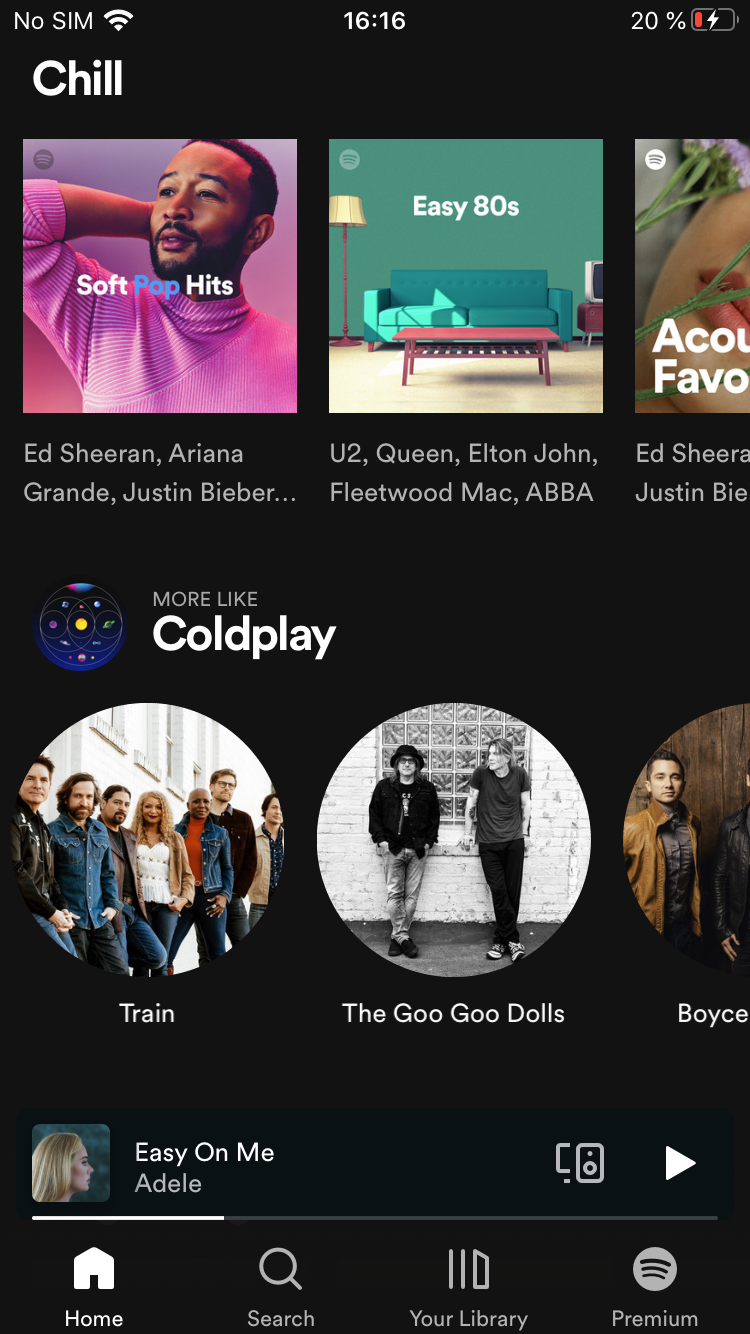 No SIM 16:16 20 %
Chill
Soft Pop Hits
Easy 80s
Acou
Favo
Ed Sheeran, Ariana
Grande, Justin Bieber...
U2, Queen, Elton John,
Fleetwood Mac, ABBA
Ed Sheera
Justin Bie
MORE LIKE
Coldplay
Train
The Goo Goo Dolls
Boyce
Easy On Me
Adele
Home
Search
Your Library
Premium